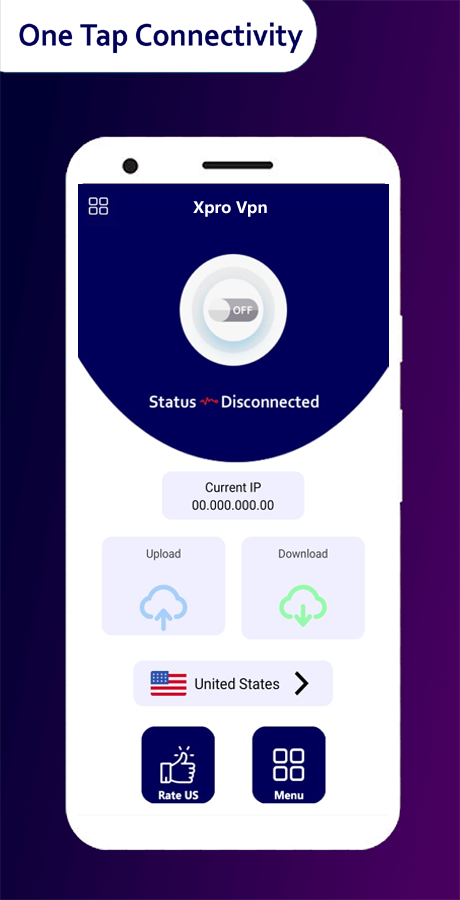 One Tap Connectivity
Xpro Vpn
OFF
Status Disconnected
Current IP
00.000.000.00
Upload
Download
United States
Rate US
Menu